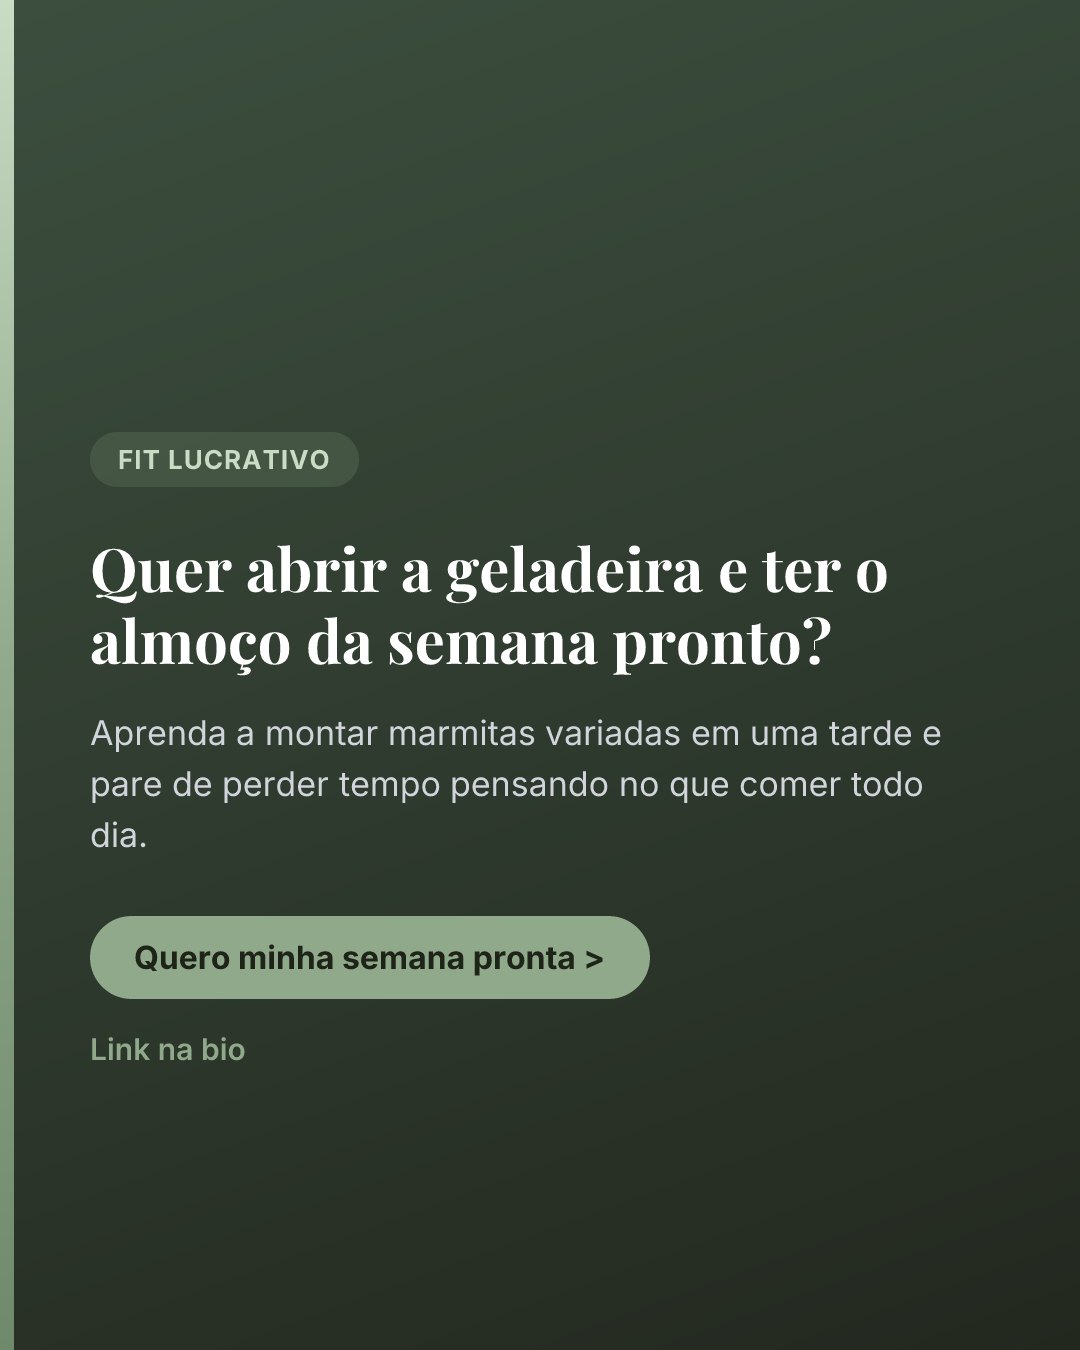 FIT LUCRATIVO
Quer abrir a geladeira e ter o
almoço da semana pronto?
Aprenda a montar marmitas variadas em uma tarde e
pare de perder tempo pensando no que comer todo
dia.
Quero minha semana pronta >
Link na bio